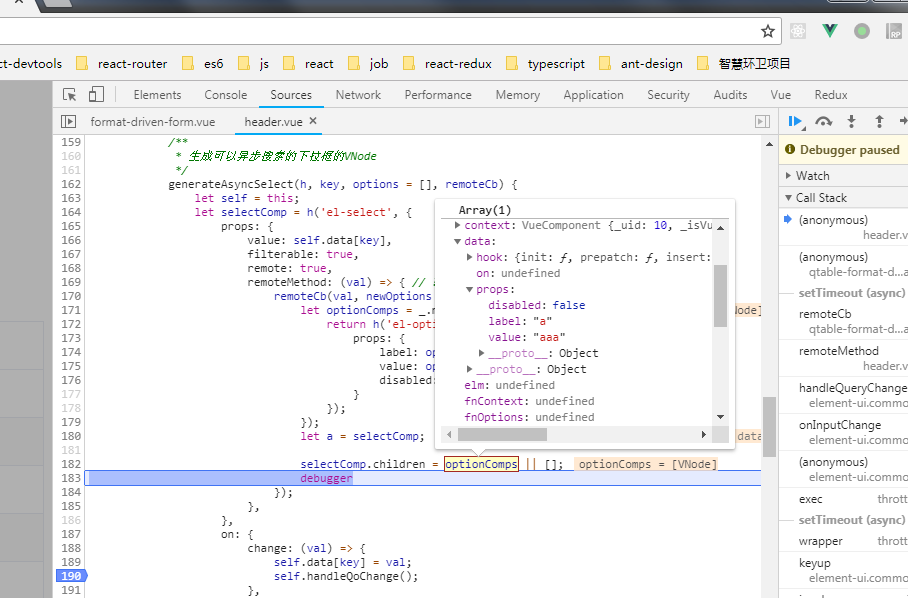 ct-devtools react-router es6 js react job react-redux typescript ant-design 智慧环卫项目
Elements Console Sources Network Performance Memory Application Security Audits Vue Redux
format-driven-form.vue header.vue ×
Debugger paused
Watch
Call Stack
(anonymous)
header.v
(anonymous)
qtable-format-d...a
setTimeout (async)
remoteCb
qtable-format-d...a
remoteMethod
header.v
handleQueryChange
element-ui.commo
onInputChange
element-ui.commo
(anonymous)
element-ui.commo
exec thrott
setTimeout (async)
wrapper thrott
keyup
element-ui.commo
159 /**
160 * 生成可以异步搜索的下拉框的VNode
161 */
162 generateAsyncSelect(h, key, options = [], remoteCb) {
163 let self = this;
164 let selectComp = h('el-select', {
165 props: {
166 value: self.data[key],
167 filterable: true,
168 remote: true,
169 remoteMethod: (val) => { //
170 remoteCb(val, newOptions
171 let optionComps = _.
172 return h('el-opti
173 props: {
174 label: op
175 value: op
176 disabled:
177 }
178 });
179 });
180 let a = selectComp;
181
182 selectComp.children = optionComps || []; optionComps = [VNode]
183 debugger
184 });
185 },
186 },
187 on: {
188 change: (val) => {
189 self.data[key] = val;
190 self.handleQoChange();
191 },
Array(1)
context: VueComponent {_uid: 10, _isVu
data:
hook: {init: ƒ, prepatch: ƒ, insert:
on: undefined
props:
disabled: false
label: "a"
value: "aaa"
__proto__: Object
__proto__: Object
elm: undefined
fnContext: undefined
fnOptions: undefined
Node]
data